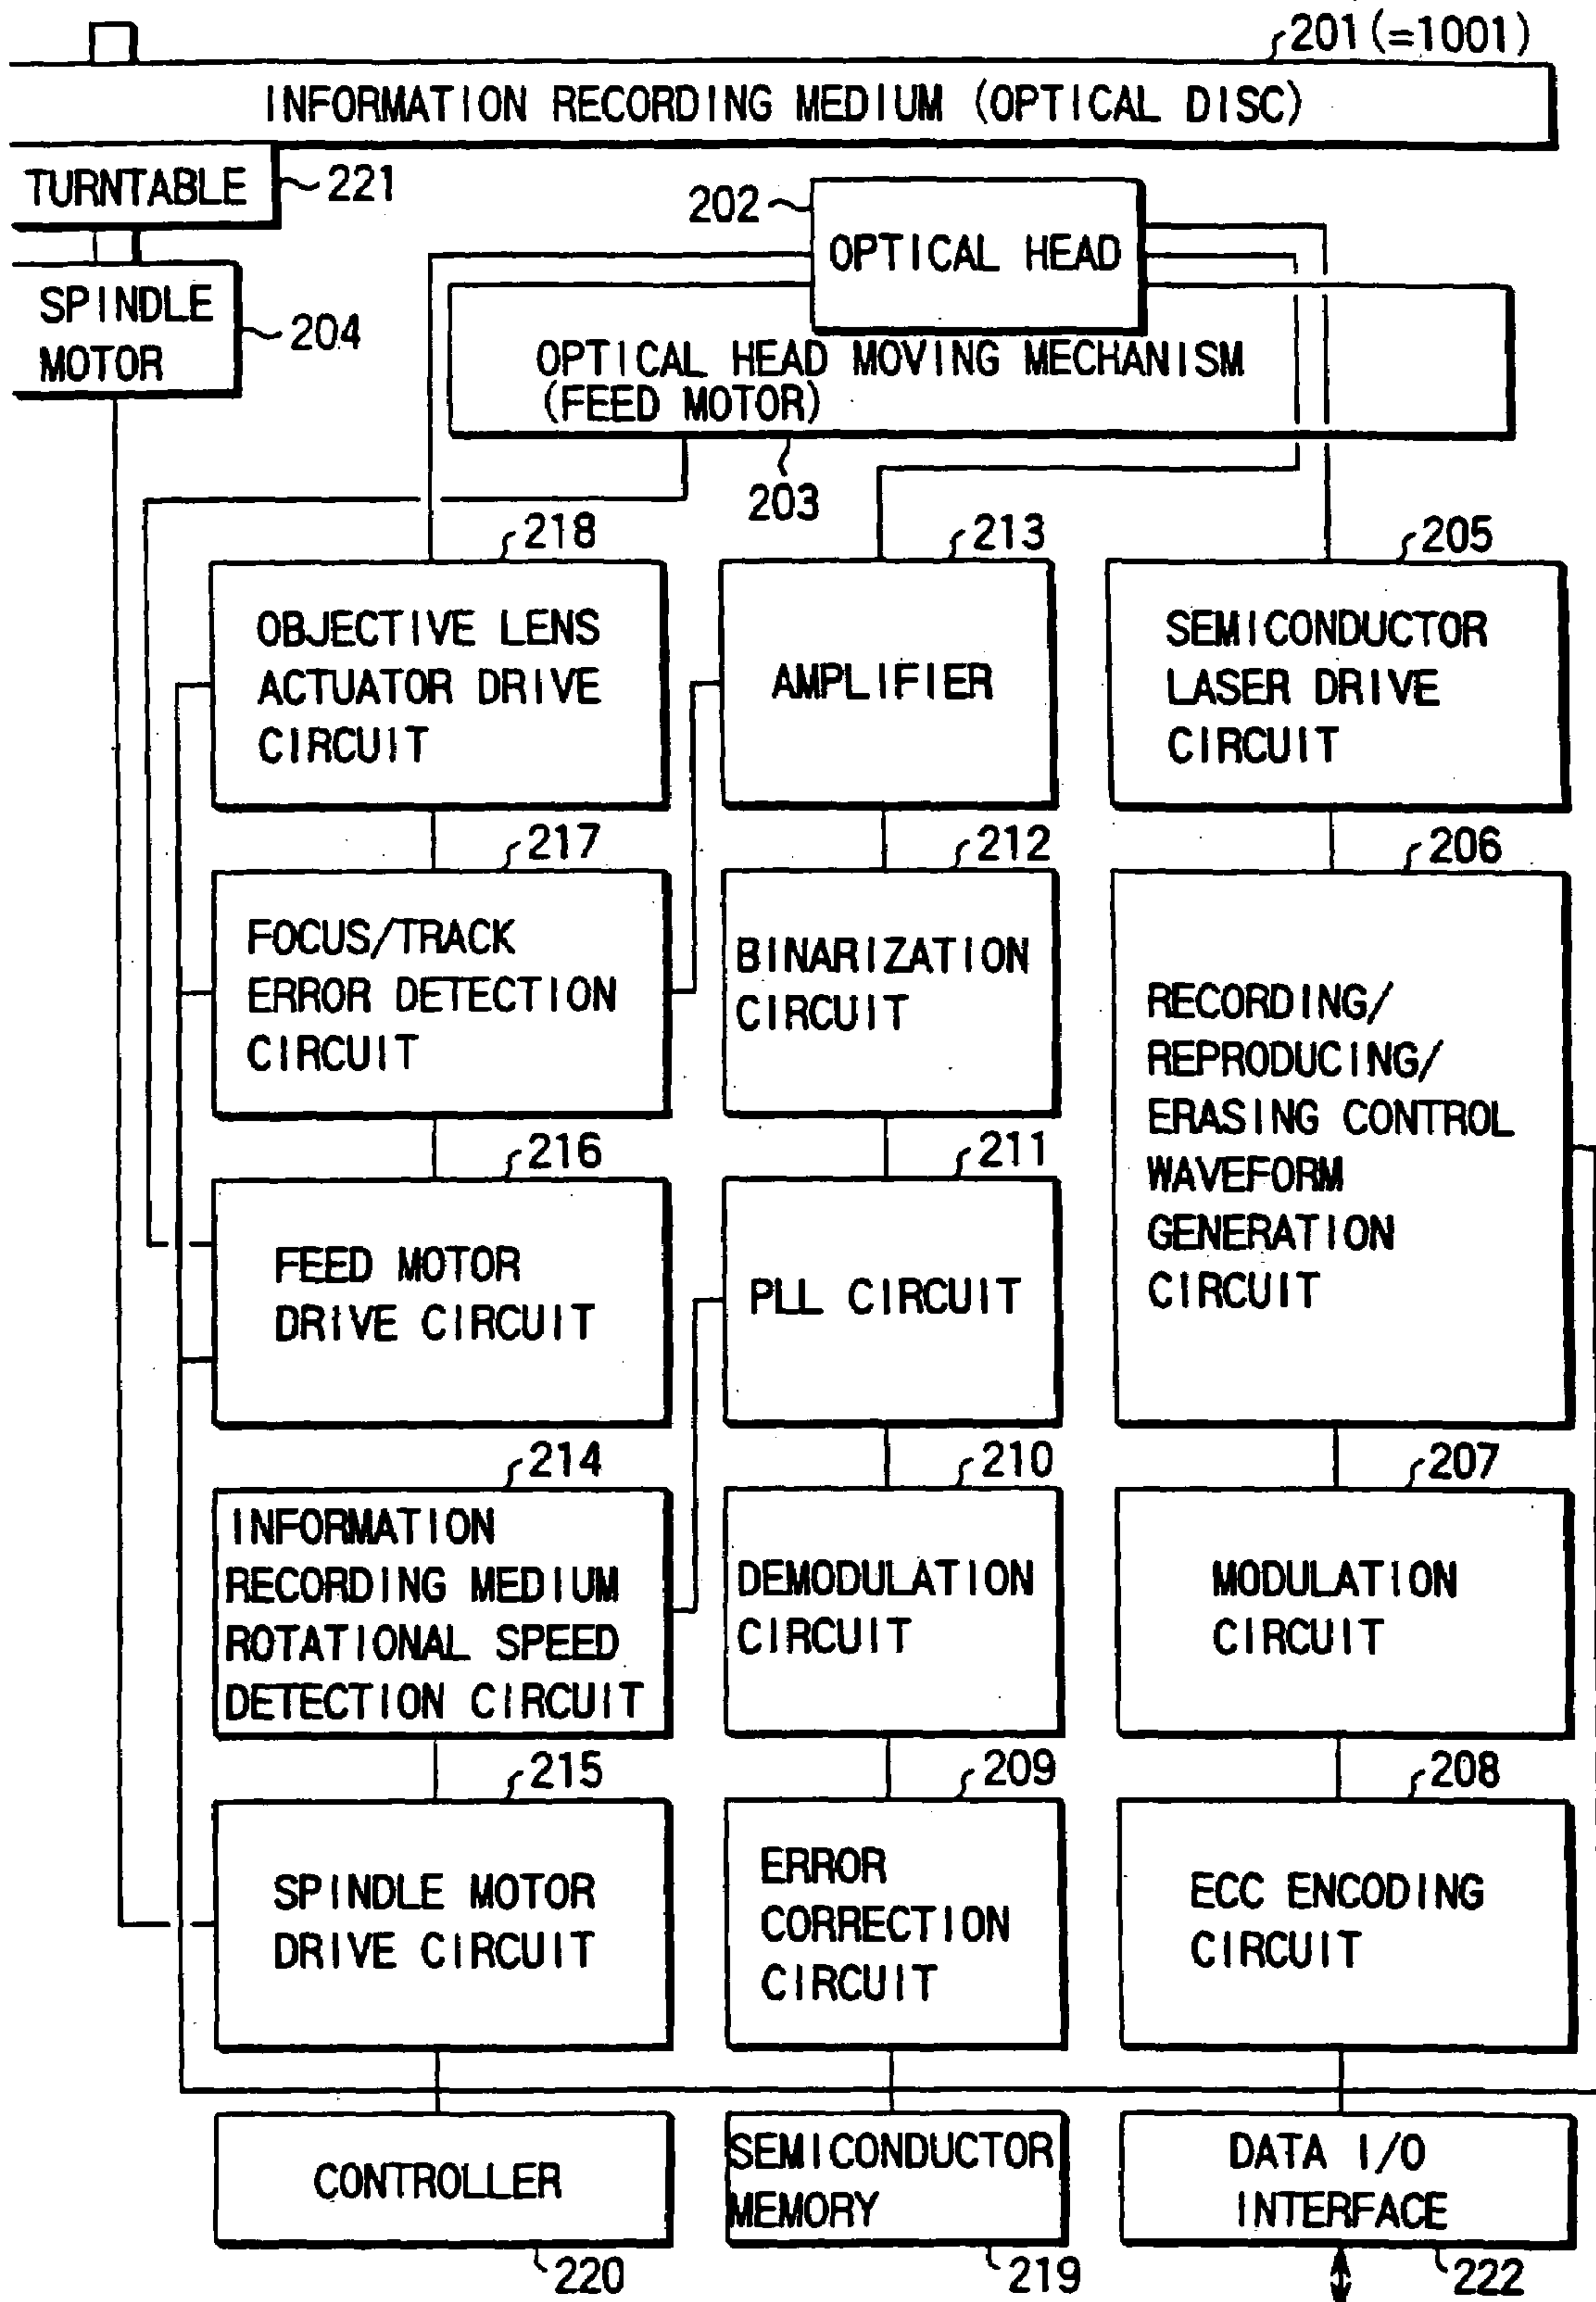 201(=1001)
INFORMATION RECORDING MEDIUM (OPTICAL DISC)
TURNTABLE
221
202
OPTICAL HEAD
SPINDLE
MOTOR
204
OPTICAL HEAD MOVING MECHANISM
(FEED MOTOR)
203
218
213
205
OBJECTIVE LENS
ACTUATOR DRIVE
CIRCUIT
AMPLIFIER
SEMICONDUCTOR
LASER DRIVE
CIRCUIT
217
212
206
FOCUS/TRACK
ERROR DETECTION
CIRCUIT
BINARIZATION
CIRCUIT
RECORDING/
REPRODUCING/
ERASING CONTROL
WAVEFORM
GENERATION
CIRCUIT
216
211
FEED MOTOR
DRIVE CIRCUIT
PLL CIRCUIT
214
210
207
INFORMATION
RECORDING MEDIUM
ROTATIONAL SPEED
DETECTION CIRCUIT
DEMODULATION
CIRCUIT
MODULATION
CIRCUIT
215
209
208
SPINDLE MOTOR
DRIVE CIRCUIT
ERROR
CORRECTION
CIRCUIT
ECC ENCODING
CIRCUIT
CONTROLLER
SEMICONDUCTOR
MEMORY
DATA I/O
INTERFACE
220
219
222